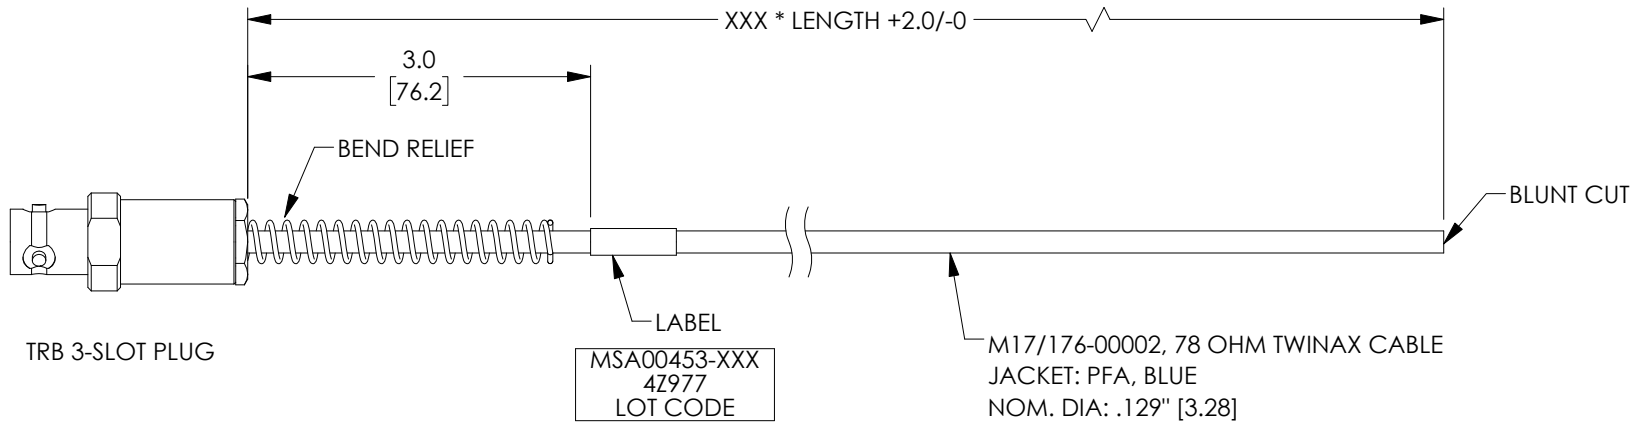 XXX * LENGTH +2.0/-0
3.0
[76.2]
BEND RELIEF
BLUNT CUT
LABEL
TRB 3-SLOT PLUG
MSA00453-XXX
4Z977
LOT CODE
M17/176-00002, 78 OHM TWINAX CABLE
JACKET: PFA, BLUE
NOM. DIA: .129" [3.28]